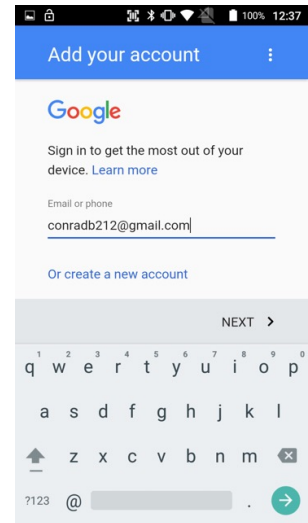 100% 12:37
Add your account
Google
Sign in to get the most out of your
device. Learn more
Email or phone
conradb212@gmail.com
Or create a new account
NEXT
1 2 3 4 5 6 7 8 9 0
q w e r t y u i o p
a s d f g h j k l
z x c v b n m
?123 @ .